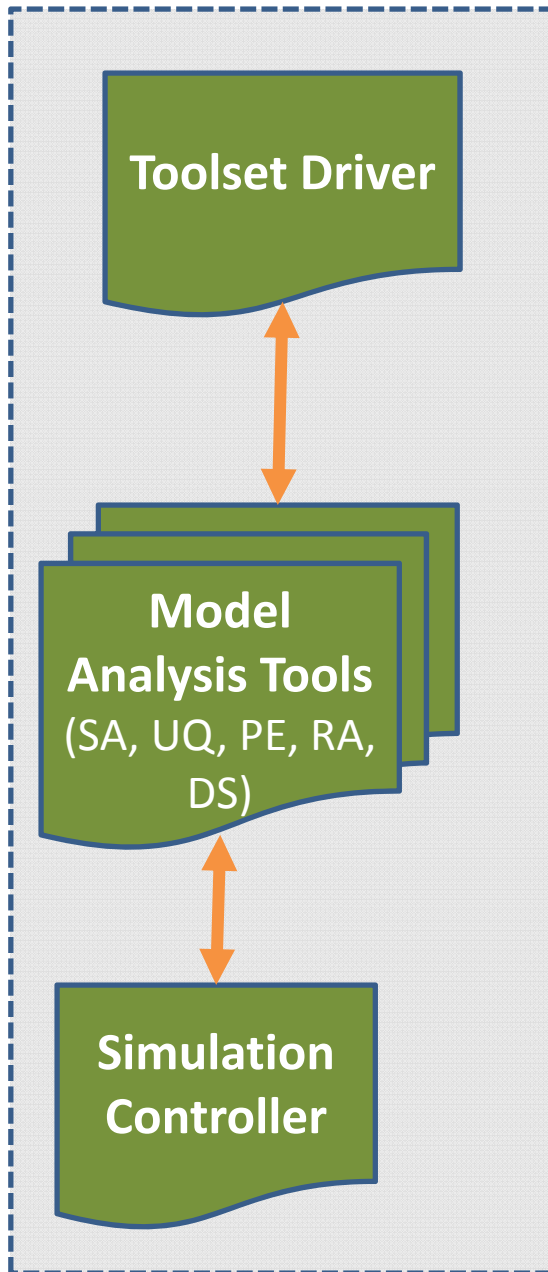 Toolset Driver
Model
Analysis Tools
(SA, UQ, PE, RA,
DS)
Simulation
Controller